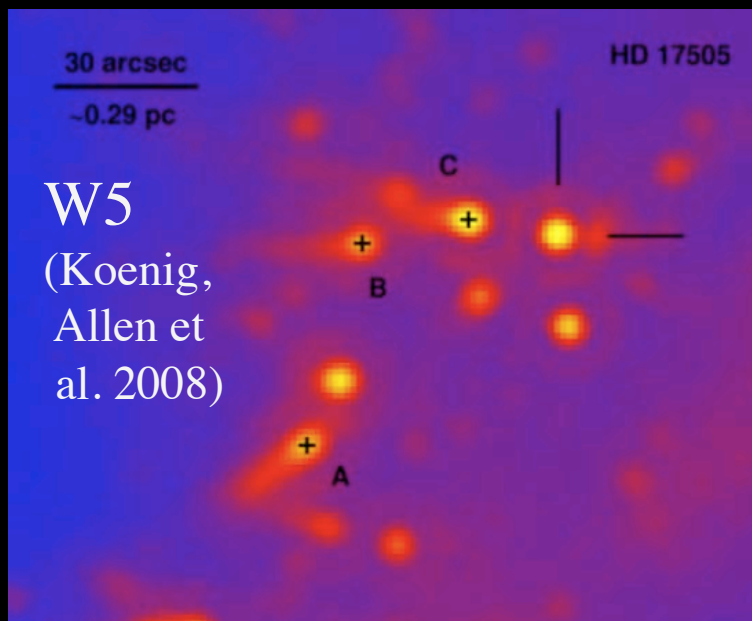 30 arcsec
HD 17505
~0.29 pc
C
W5
(Koenig,
Allen et
al. 2008)
B
A